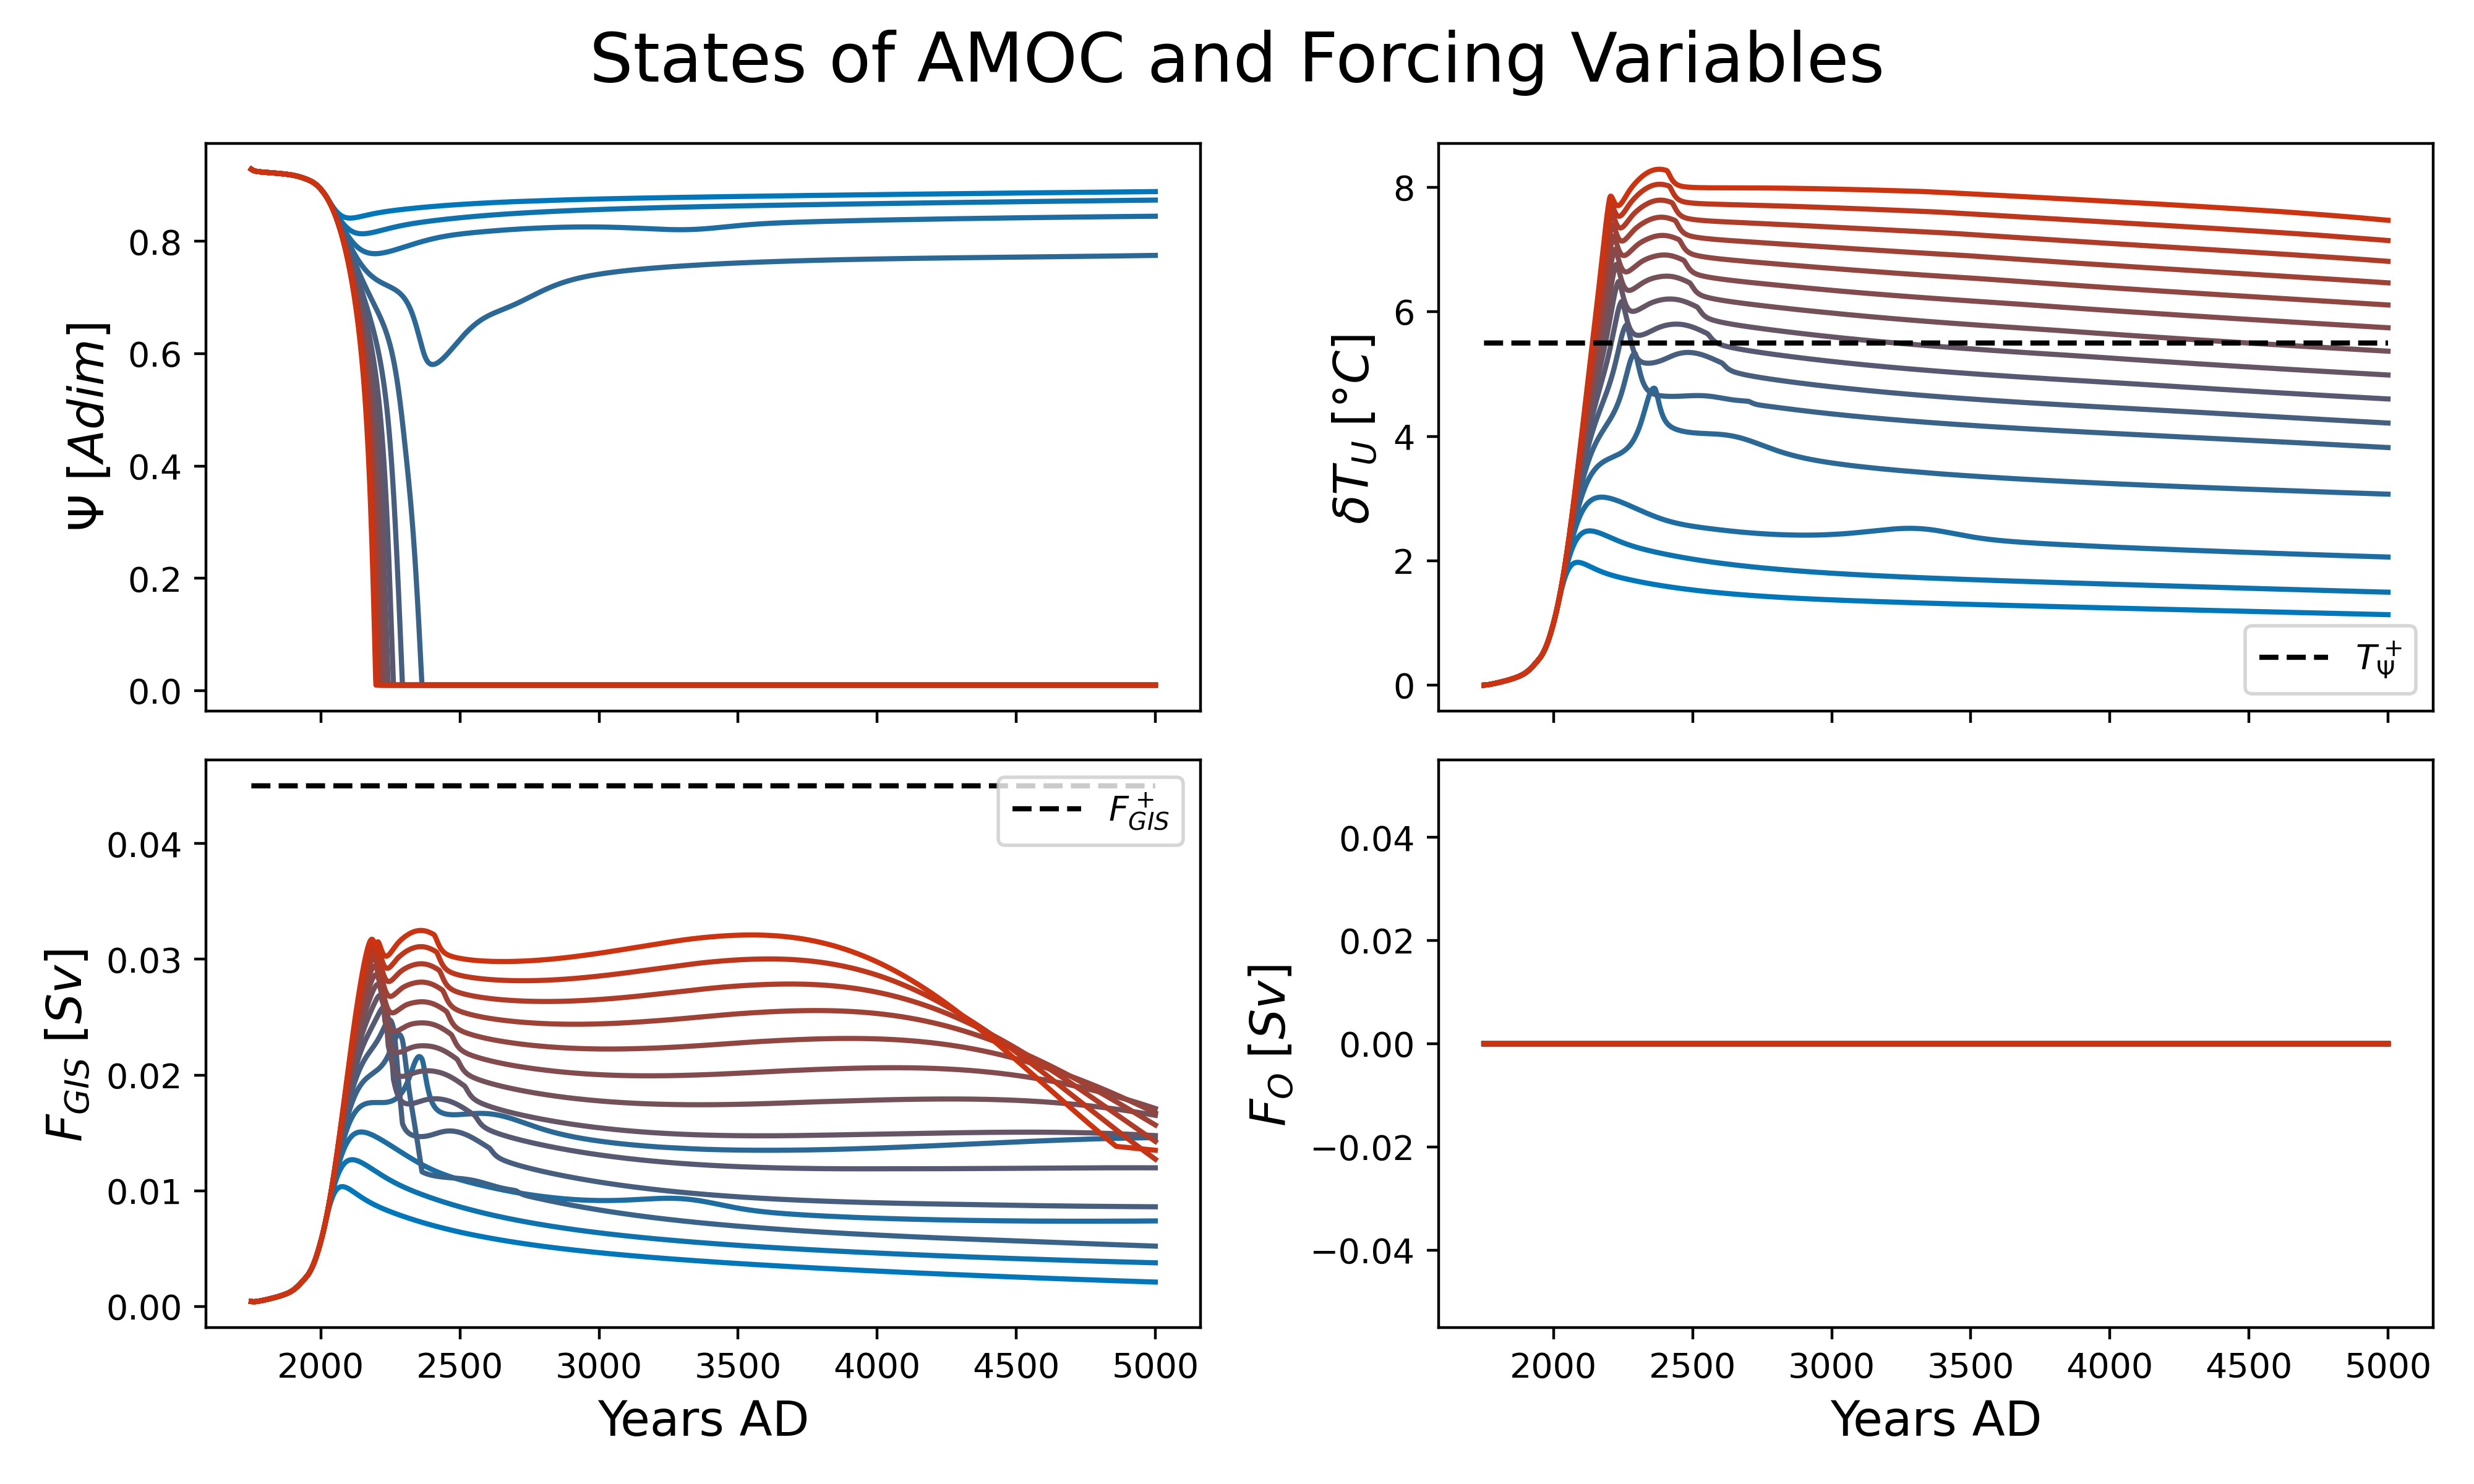 States of AMOC and Forcing Variables
Ψ [Adim]
0.8
0.6
0.4
0.2
0.0
δT_U [°C]
8
6
4
2
0
T_Ψ^+
F_GIS [Sv]
0.04
0.03
0.02
0.01
0.00
F_GIS^+
2000 2500 3000 3500 4000 4500 5000
Years AD
F_O [Sv]
0.04
0.02
0.00
−0.02
−0.04
2000 2500 3000 3500 4000 4500 5000
Years AD